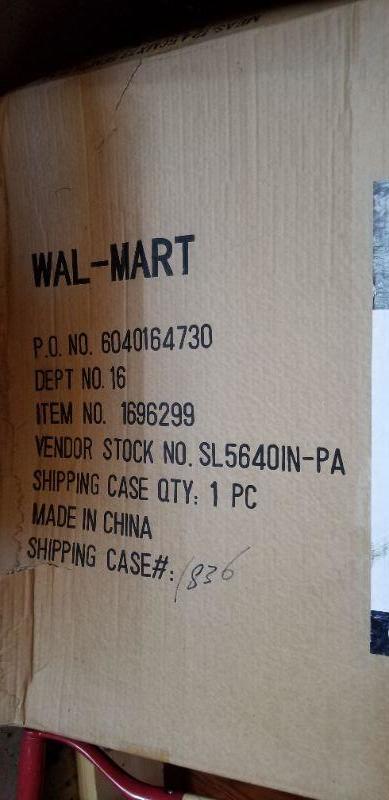 WAL-MART
P.O. NO. 6040164730
DEPT NO. 16
ITEM NO. 1696299
VENDOR STOCK NO. SL5640IN-PA
SHIPPING CASE QTY: 1 PC
MADE IN CHINA
SHIPPING CASE#: 1836